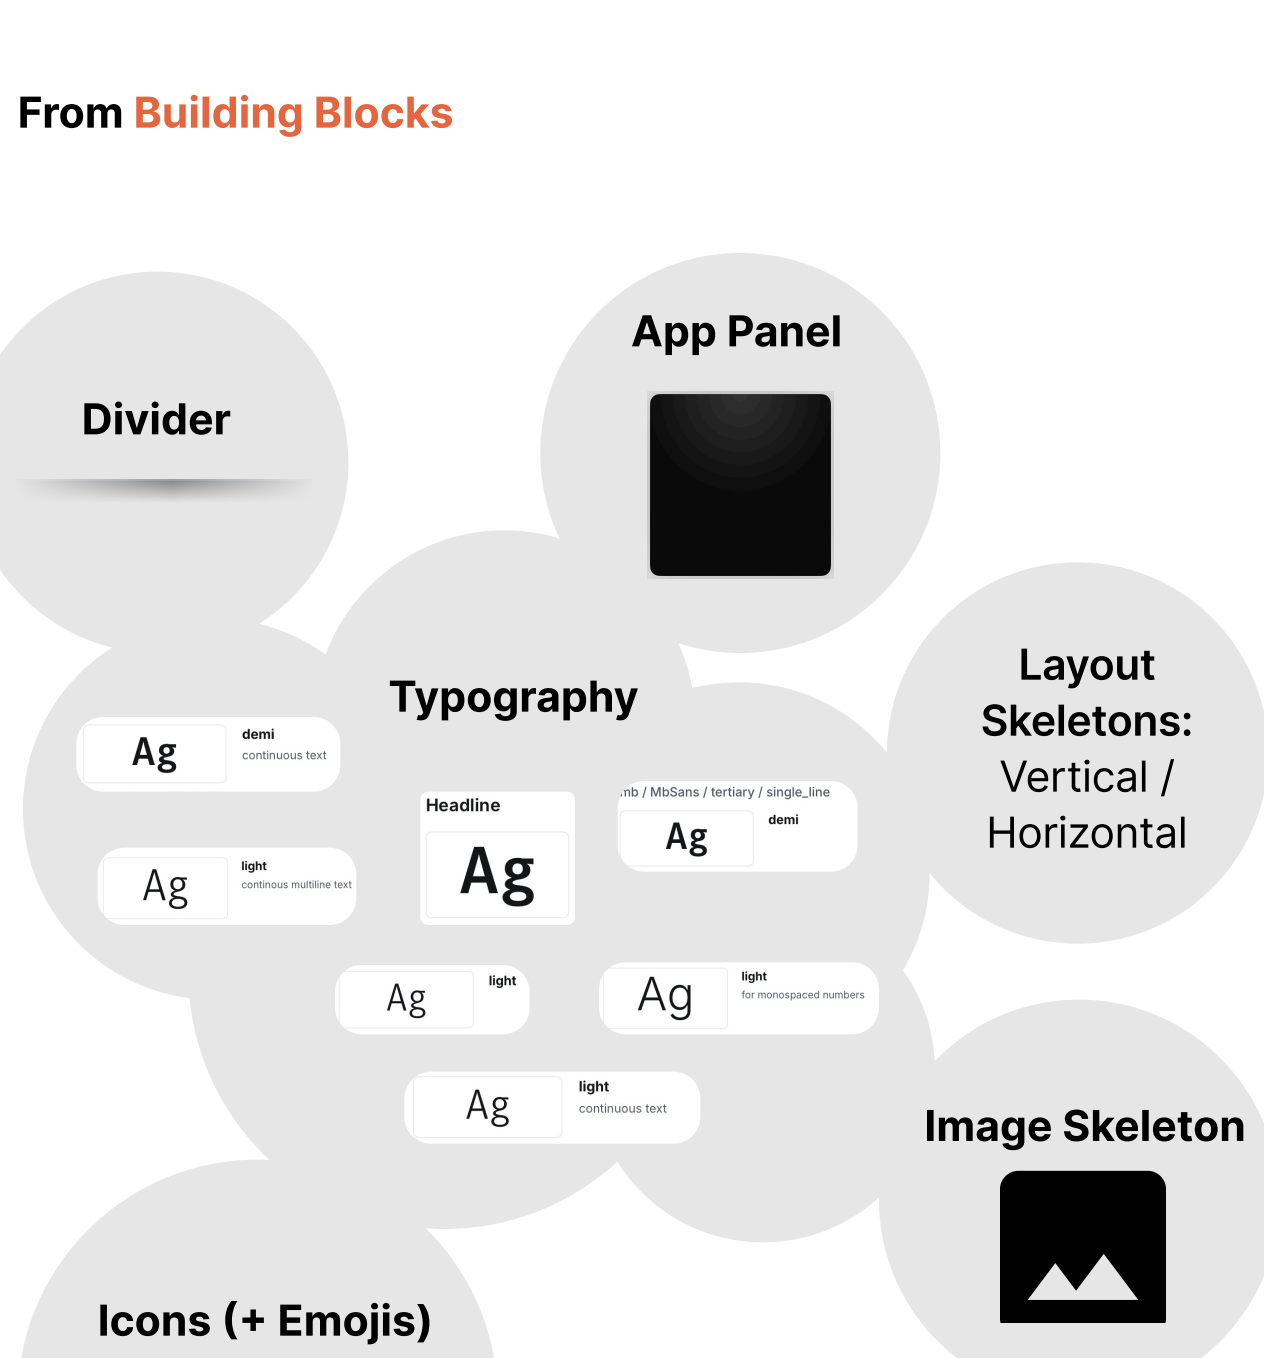 From Building Blocks
App Panel
Divider
Layout
Skeletons:
Vertical /
Horizontal
Typography
Ag
demi
continuous text
Headline
Ag
mb / MbSans / tertiary / single_line
Ag
demi
Ag
light
continous multiline text
Ag
light
Ag
light
for monospaced numbers
Ag
light
continuous text
Image Skeleton
Icons (+ Emojis)